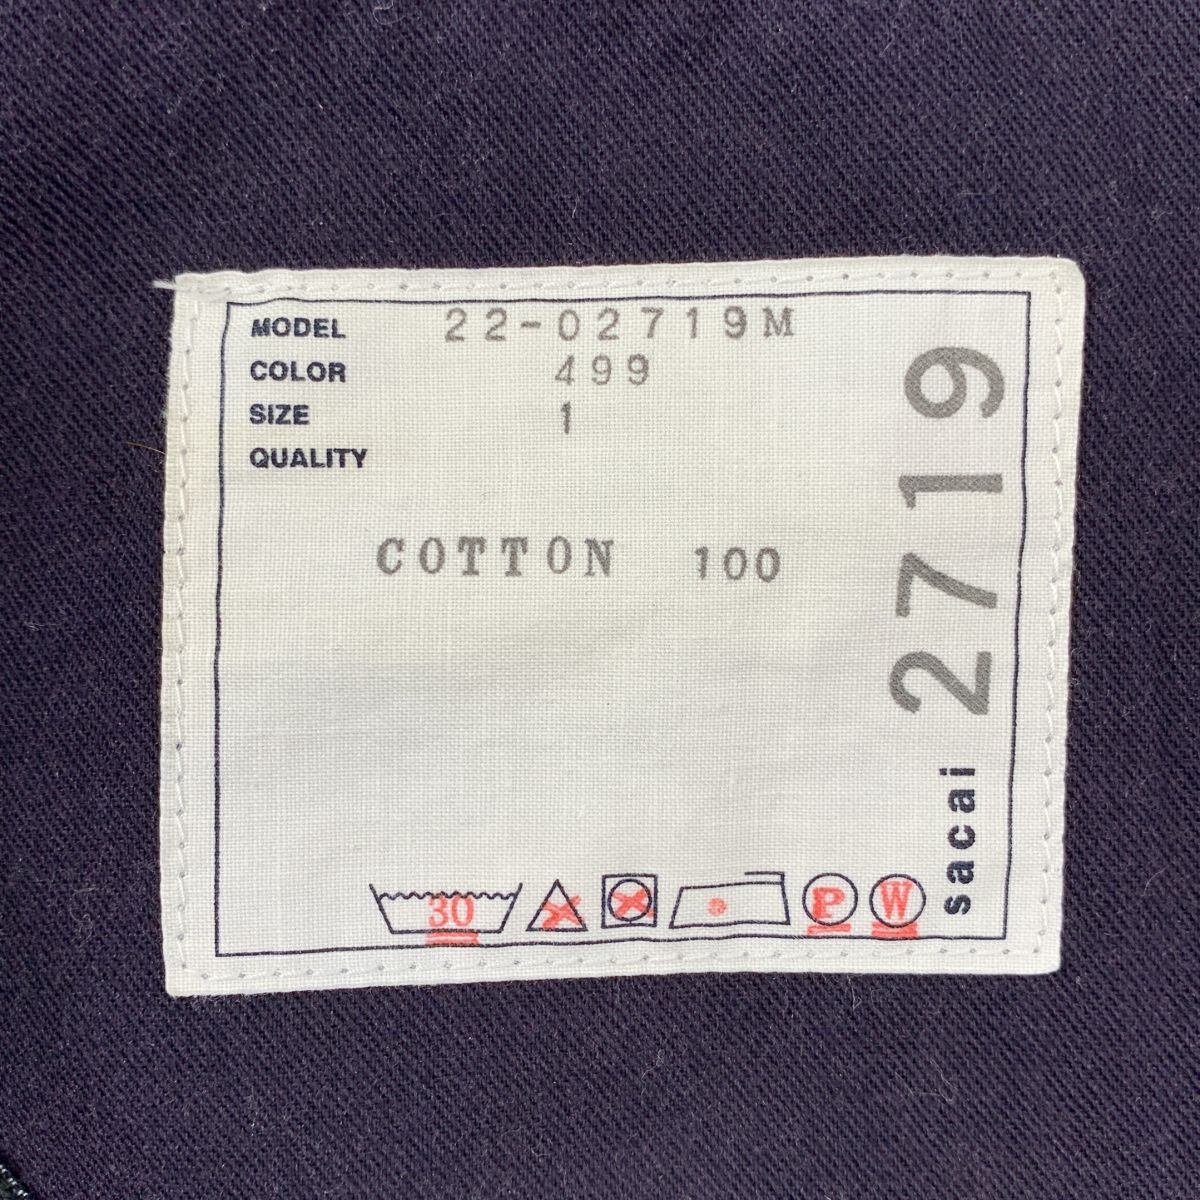 MODEL 22-02719M
COLOR 499
SIZE 1
QUALITY
COTTON 100
30 P W
sacai 2719